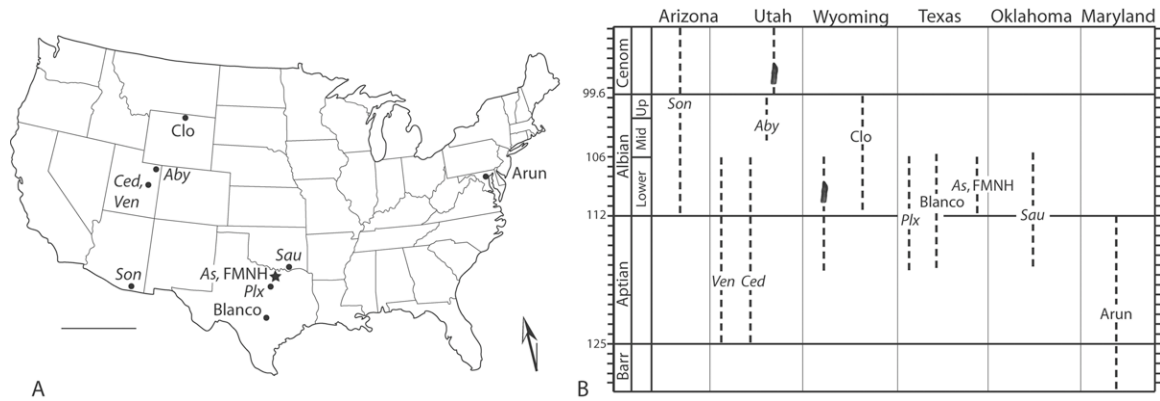 Clo
Aby
Ced,
Ven
Son
Sau
As, FMNH
Plx
Blanco
Arun
A
Arizona Utah Wyoming Texas Oklahoma Maryland
Cenom
99.6
Albian
Up
Mid
106
Lower
112
Aptian
125
Barr
Son
Aby
Clo
As, FMNH
Blanco
Plx
Sau
Ven
Ced
Arun
B